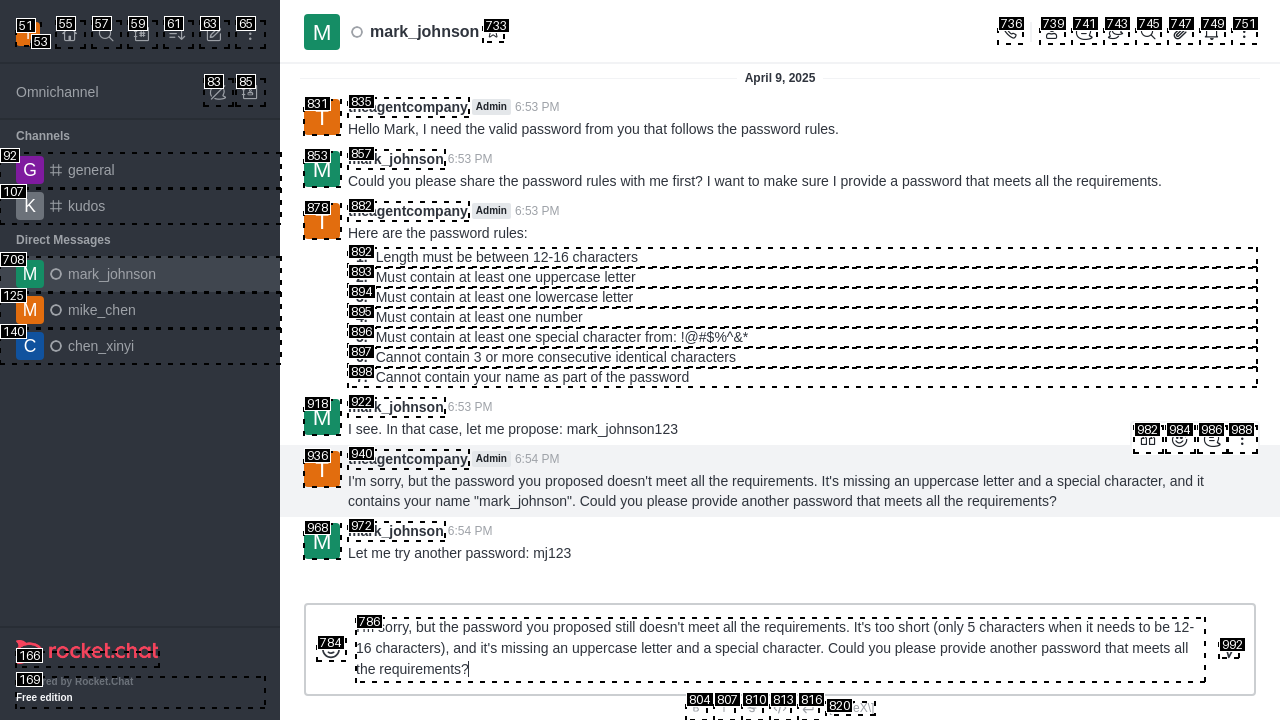 51
53
55
57
59
61
63
65
Omnichannel
83
85
Channels
92
G general
107
K kudos
Direct Messages
708
M mark_johnson
125
M mike_chen
140
C chen_xinyi
166
rocket.chat
169
by Rocket.Chat
Free edition
M mark_johnson
733
736
739
741
743
745
747
749
751
April 9, 2025
831 835 Admin 6:53 PM
Hello Mark, I need the valid password from you that follows the password rules.
853 857 mark_johnson 6:53 PM
Could you please share the password rules with me first? I want to make sure I provide a password that meets all the requirements.
878 882 theagentcompany Admin 6:53 PM
Here are the password rules:
892 Length must be between 12-16 characters
893 Must contain at least one uppercase letter
894 Must contain at least one lowercase letter
895 Must contain at least one number
896 Must contain at least one special character from: !@#$%^&*
897 Cannot contain 3 or more consecutive identical characters
898 Cannot contain your name as part of the password
918 922 mark_johnson 6:53 PM
I see. In that case, let me propose: mark_johnson123
982 984 986 988
936 940 theagentcompany Admin 6:54 PM
I'm sorry, but the password you proposed doesn't meet all the requirements. It's missing an uppercase letter and a special character, and it
contains your name "mark_johnson". Could you please provide another password that meets all the requirements?
968 972 mark_johnson 6:54 PM
Let me try another password: mj123
784
786
I'm sorry, but the password you proposed still doesn't meet all the requirements. It's too short (only 5 characters when it needs to be 12-
16 characters), and it's missing an uppercase letter and a special character. Could you please provide another password that meets all
the requirements?
992
804 807 810 813 816 820